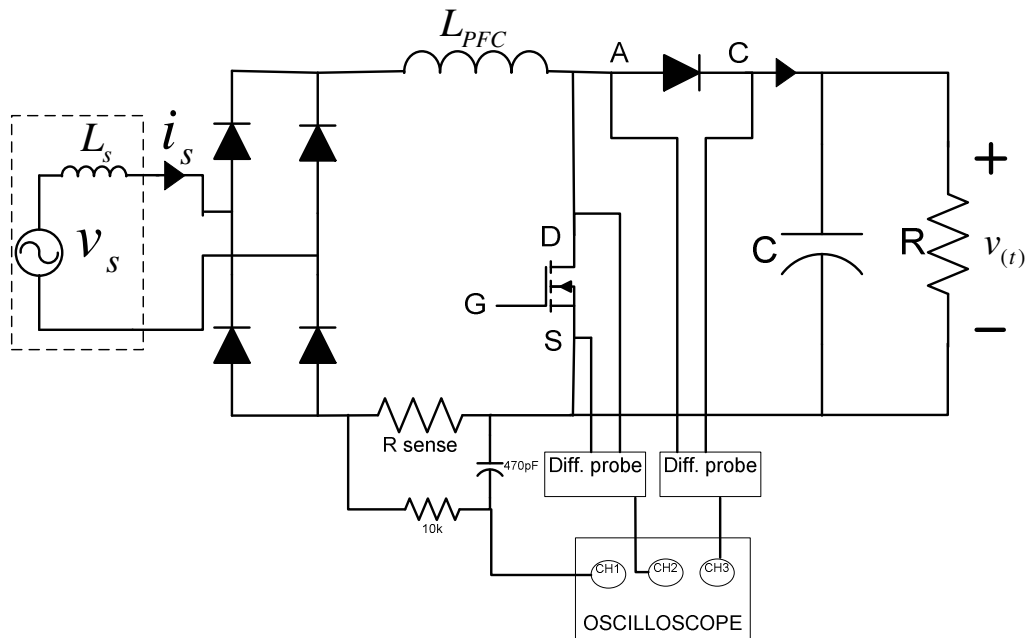 L_PFC
A
C
L_s
i_s
v_s
D
G
S
C
R
+
v_(t)
−
R sense
470pF
10k
Diff. probe
Diff. probe
CH1
CH2
CH3
OSCILLOSCOPE